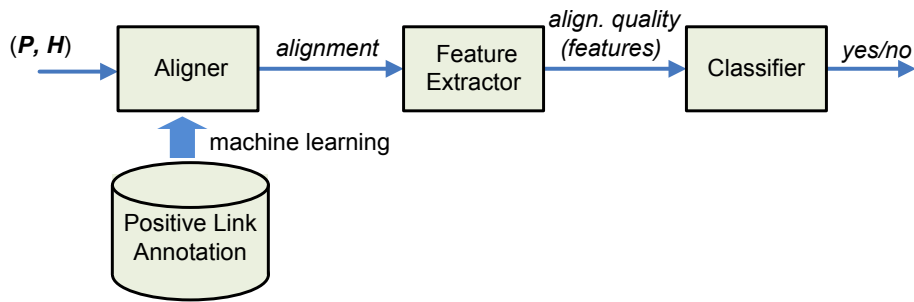 (P, H)
Aligner
alignment
Feature
Extractor
align. quality
(features)
Classifier
yes/no
machine learning
Positive Link
Annotation